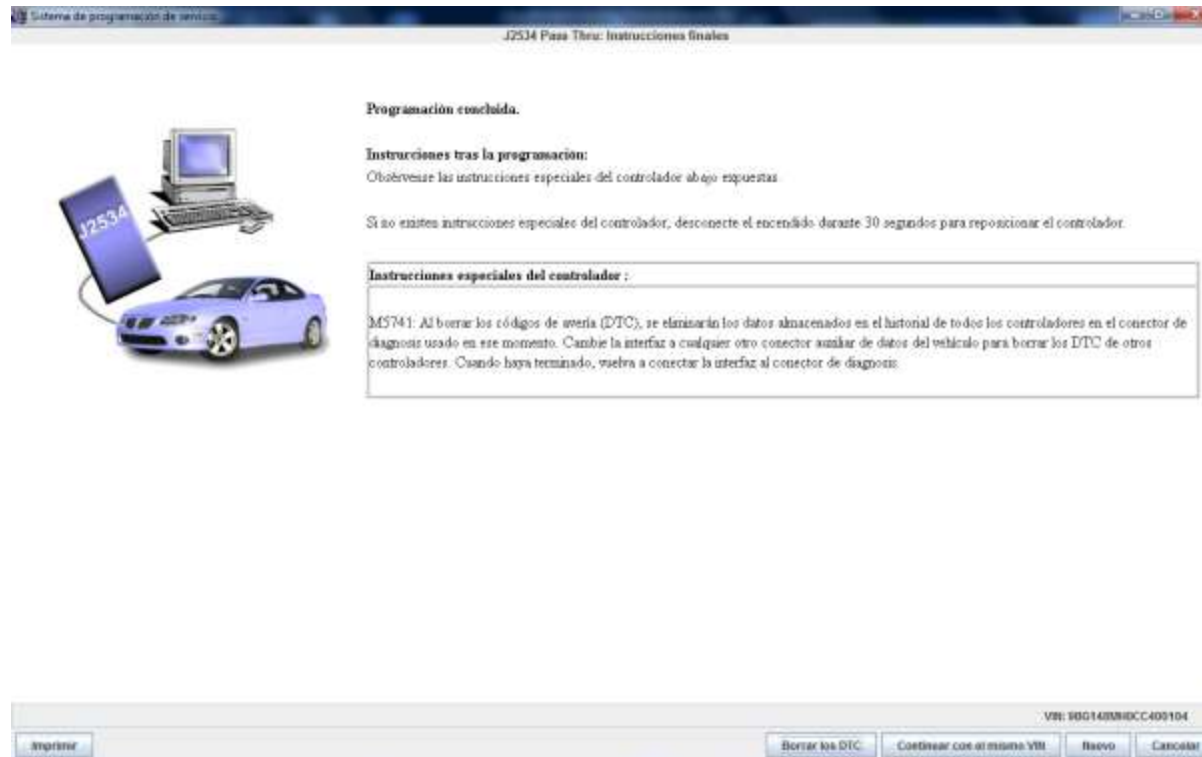 Sistema de programación de servicio
J2534 Pass Thru: Instrucciones finales
Programación concluida.
Instrucciones tras la programación:
Obsérvense las instrucciones especiales del controlador abajo expuestas
Si no existen instrucciones especiales del controlador, desconecte el encendido durante 30 segundos para reposicionar el controlador.
J2534
Instrucciones especiales del controlador :
M5741: Al borrar los códigos de avería (DTC), se eliminarán los datos almacenados en el historial de todos los controladores en el conector de
diagnosis usado en ese momento. Cambie la interfaz a cualquier otro conector auxiliar de datos del vehículo para borrar los DTC de otros
controladores. Cuando haya terminado, vuelva a conectar la interfaz al conector de diagnosis.
VIN:
Imprimir
Borrar los DTC
Continuar con el mismo VIN
Nuevo
Cancelar